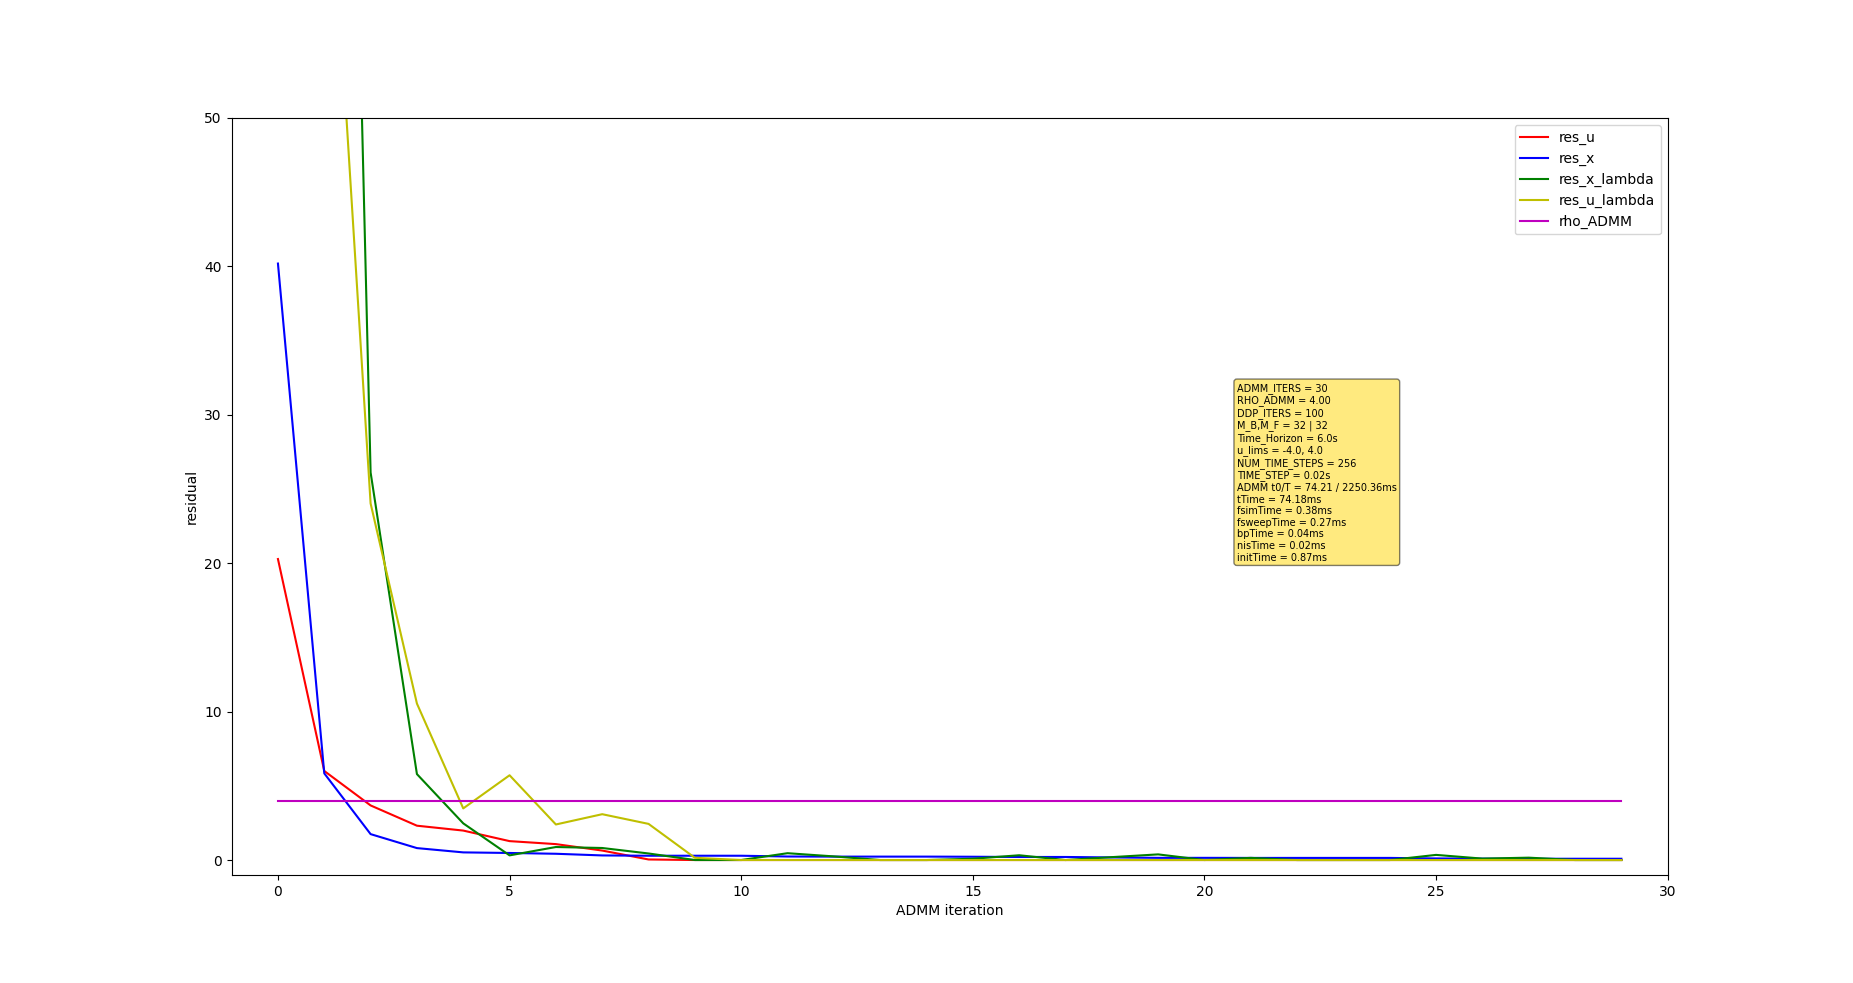 50
40
30
20
10
0
residual
0 5 10 15 20 25 30
ADMM iteration
res_u
res_x
res_x_lambda
res_u_lambda
rho_ADMM
ADMM_ITERS = 30
RHO_ADMM = 4.00
DDP_ITERS = 100
M_B,M_F = 32 | 32
Time_Horizon = 6.0s
u_lims = -4.0, 4.0
NUM_TIME_STEPS = 256
TIME_STEP = 0.02s
ADMM t0/T = 74.21 / 2250.36ms
tTime = 74.18ms
fsimTime = 0.38ms
fsweepTime = 0.27ms
bpTime = 0.04ms
nisTime = 0.02ms
initTime = 0.87ms